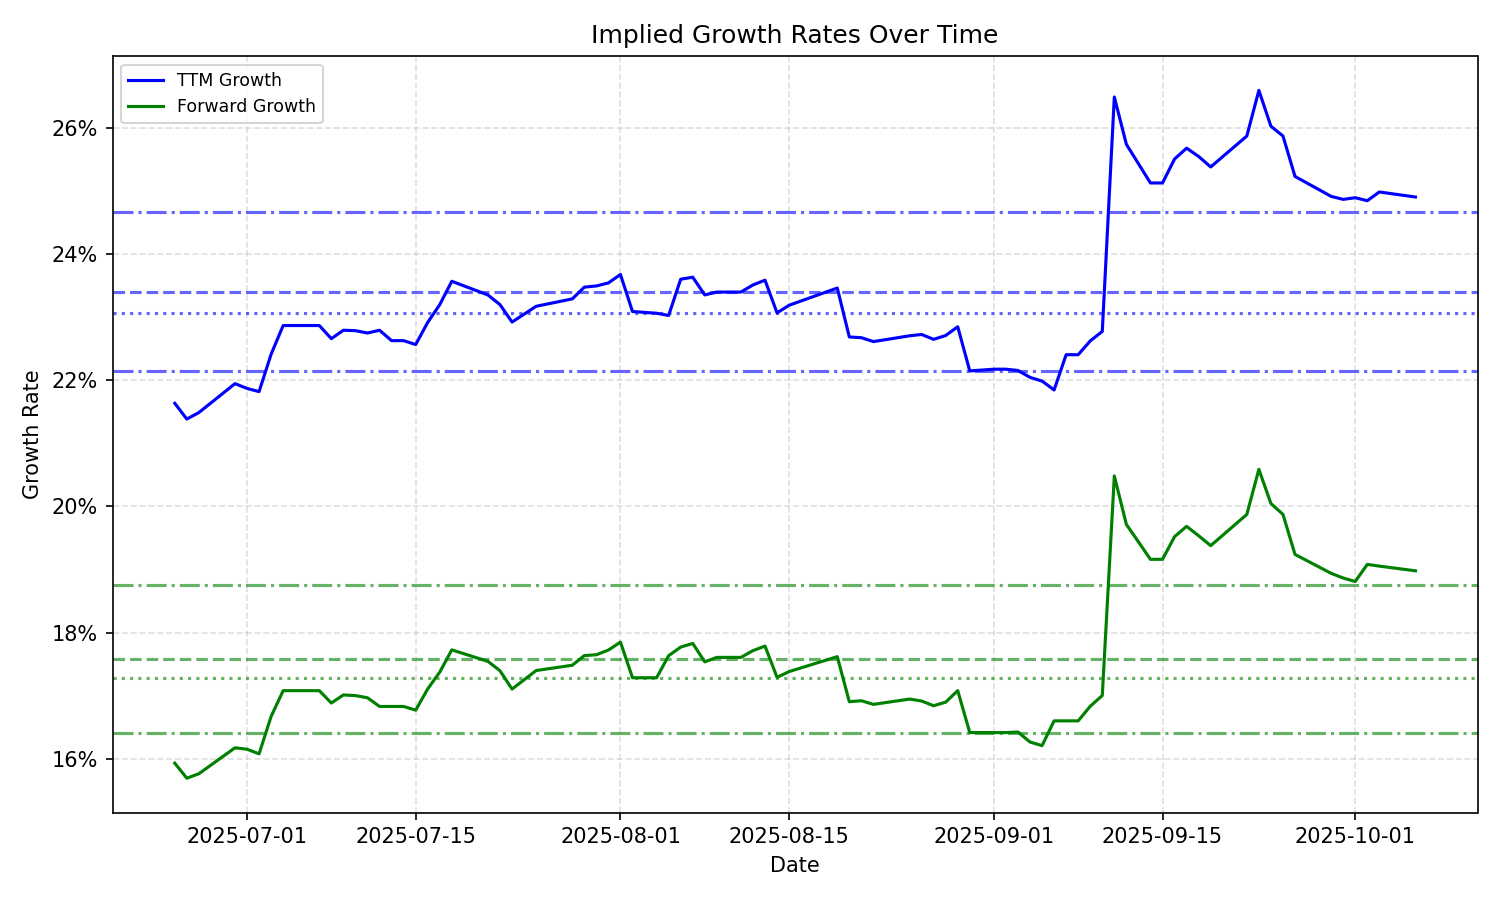 Implied Growth Rates Over Time
TTM Growth
Forward Growth
26%
24%
22%
20%
18%
16%
Growth Rate
2025-07-01
2025-07-15
2025-08-01
2025-08-15
2025-09-01
2025-09-15
2025-10-01
Date